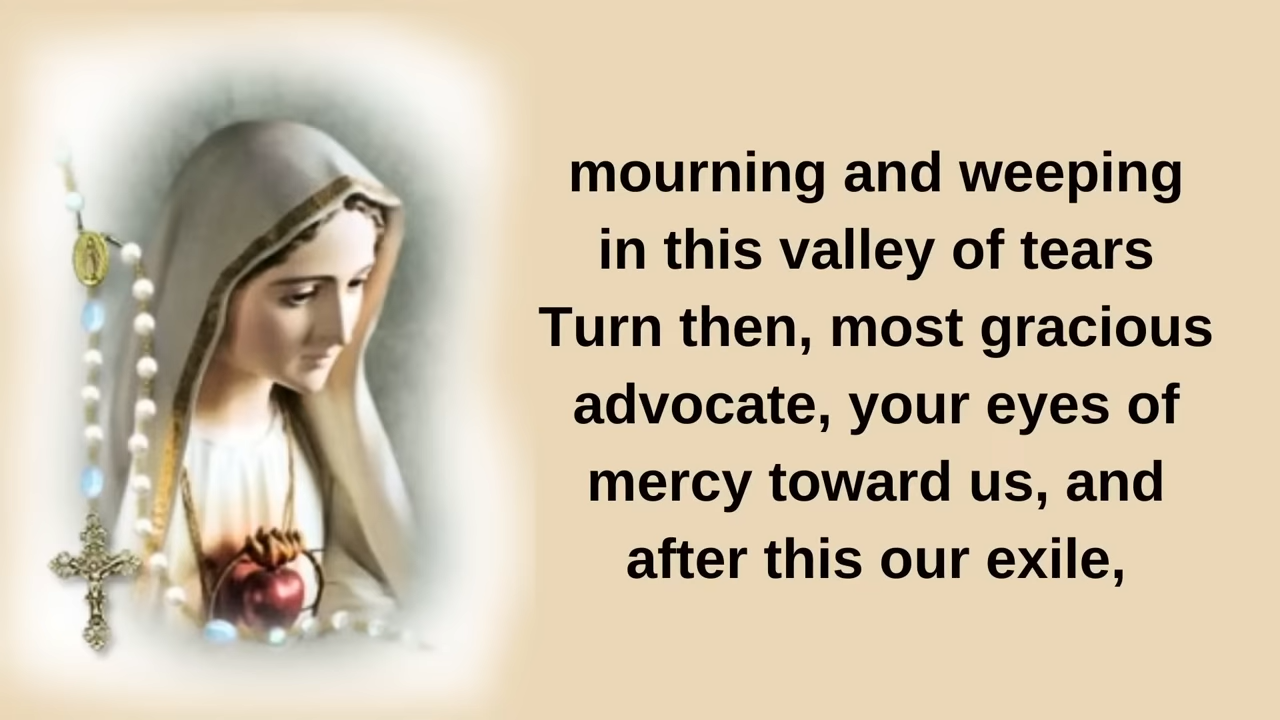 mourning and weeping
in this valley of tears
Turn then, most gracious
advocate, your eyes of
mercy toward us, and
after this our exile,